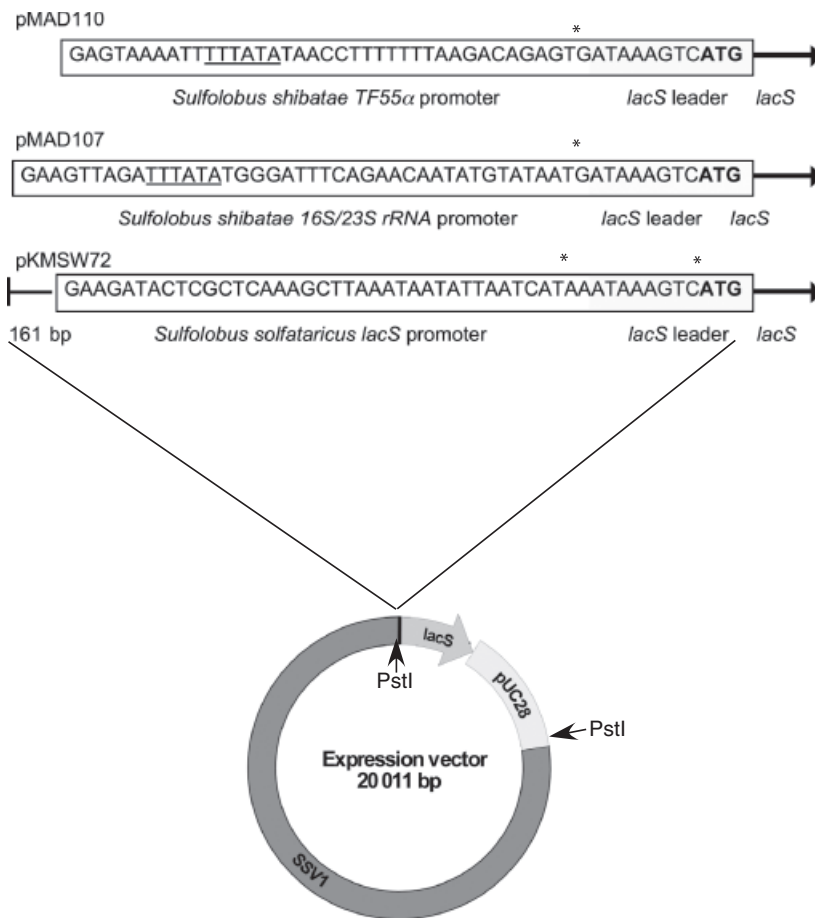 pMAD110
*
GAGTAAAATTTTTATATAACCTTTTTTTAAGACAGAGTGATAAAGTCATG
Sulfolobus shibatae TF55α promoter lacS leader lacS
pMAD107
*
GAAGTTAGATTTATATGGGATTTCAGAACAATATGTATAATGATAAAGTCATG
Sulfolobus shibatae 16S/23S rRNA promoter lacS leader lacS
pKMSW72
* *
GAAGATACTCGCTCAAAGCTTAAATAATATTAATCATAAATAAAGTCATG
161 bp Sulfolobus solfataricus lacS promoter lacS leader lacS
lacS
PstI
pUC28
PstI
Expression vector
20 011 bp
SSV1